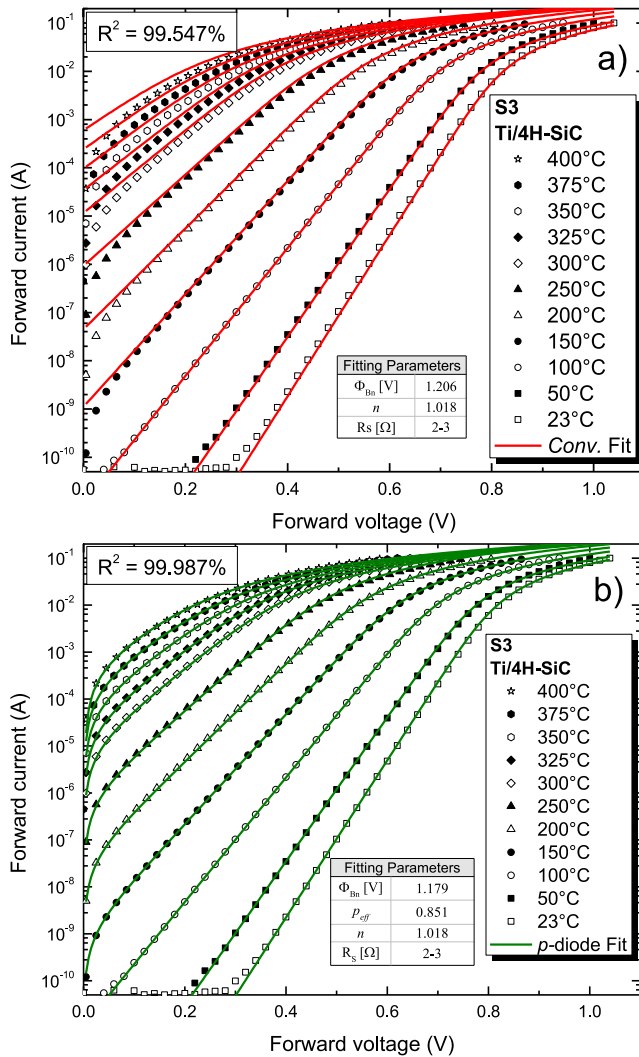 R² = 99.547%
a)
10⁻¹
10⁻²
10⁻³
10⁻⁴
10⁻⁵
10⁻⁶
10⁻⁷
10⁻⁸
10⁻⁹
10⁻¹⁰
Forward current (A)
S3
Ti/4H-SiC
400°C
375°C
350°C
325°C
300°C
250°C
200°C
150°C
100°C
50°C
23°C
Conv. Fit
Fitting Parameters
Φ_Bn [V] 1.206
n 1.018
Rs [Ω] 2-3
0.0 0.2 0.4 0.6 0.8 1.0
Forward voltage (V)
R² = 99.987%
b)
10⁻¹
10⁻²
10⁻³
10⁻⁴
10⁻⁵
10⁻⁶
10⁻⁷
10⁻⁸
10⁻⁹
10⁻¹⁰
Forward current (A)
S3
Ti/4H-SiC
400°C
375°C
350°C
325°C
300°C
250°C
200°C
150°C
100°C
50°C
23°C
p-diode Fit
Fitting Parameters
Φ_Bn [V] 1.179
p_eff 0.851
n 1.018
R_S [Ω] 2-3
0.0 0.2 0.4 0.6 0.8 1.0
Forward voltage (V)